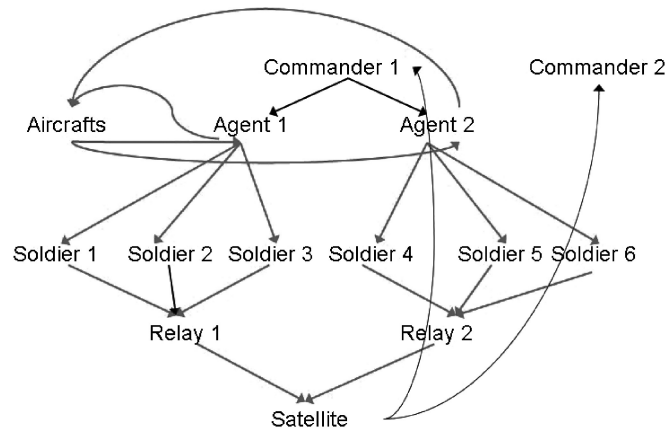 Commander 1
Commander 2
Aircrafts
Agent 1
Agent 2
Soldier 1
Soldier 2
Soldier 3
Soldier 4
Soldier 5
Soldier 6
Relay 1
Relay 2
Satellite